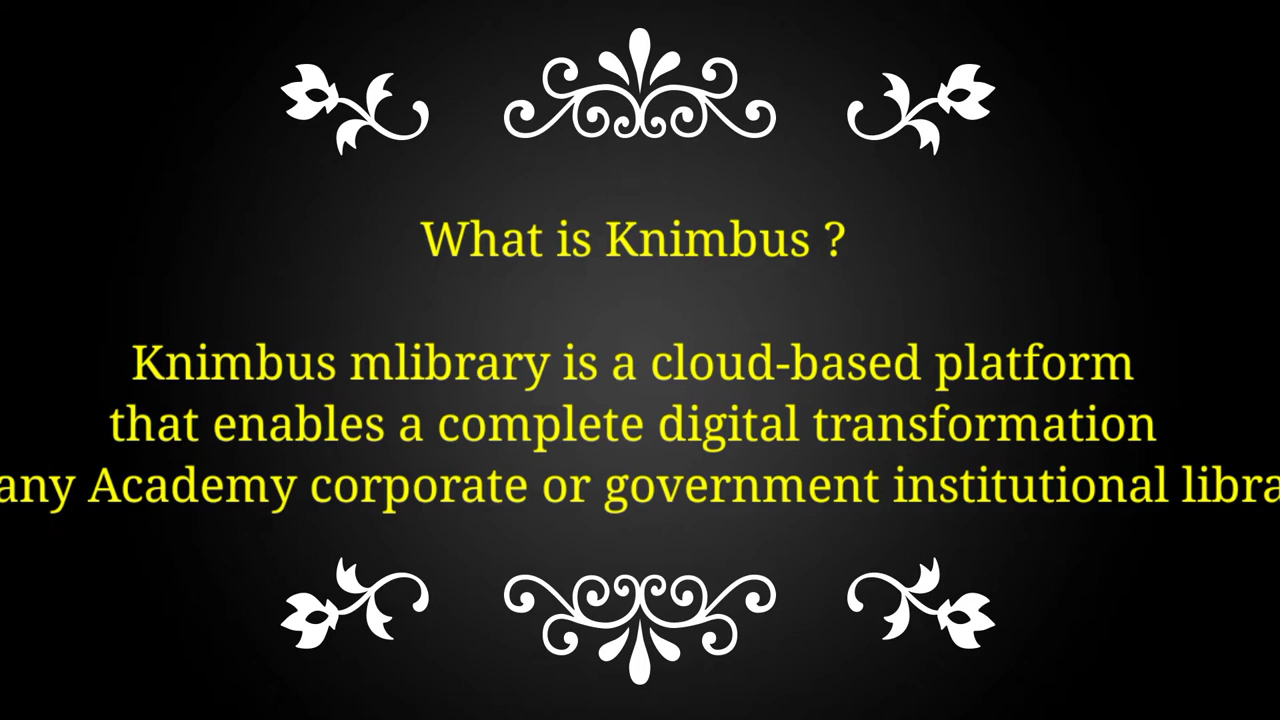 What is Knimbus ?
Knimbus mlibrary is a cloud-based platform
that enables a complete digital transformation
any Academy corporate or government institutional